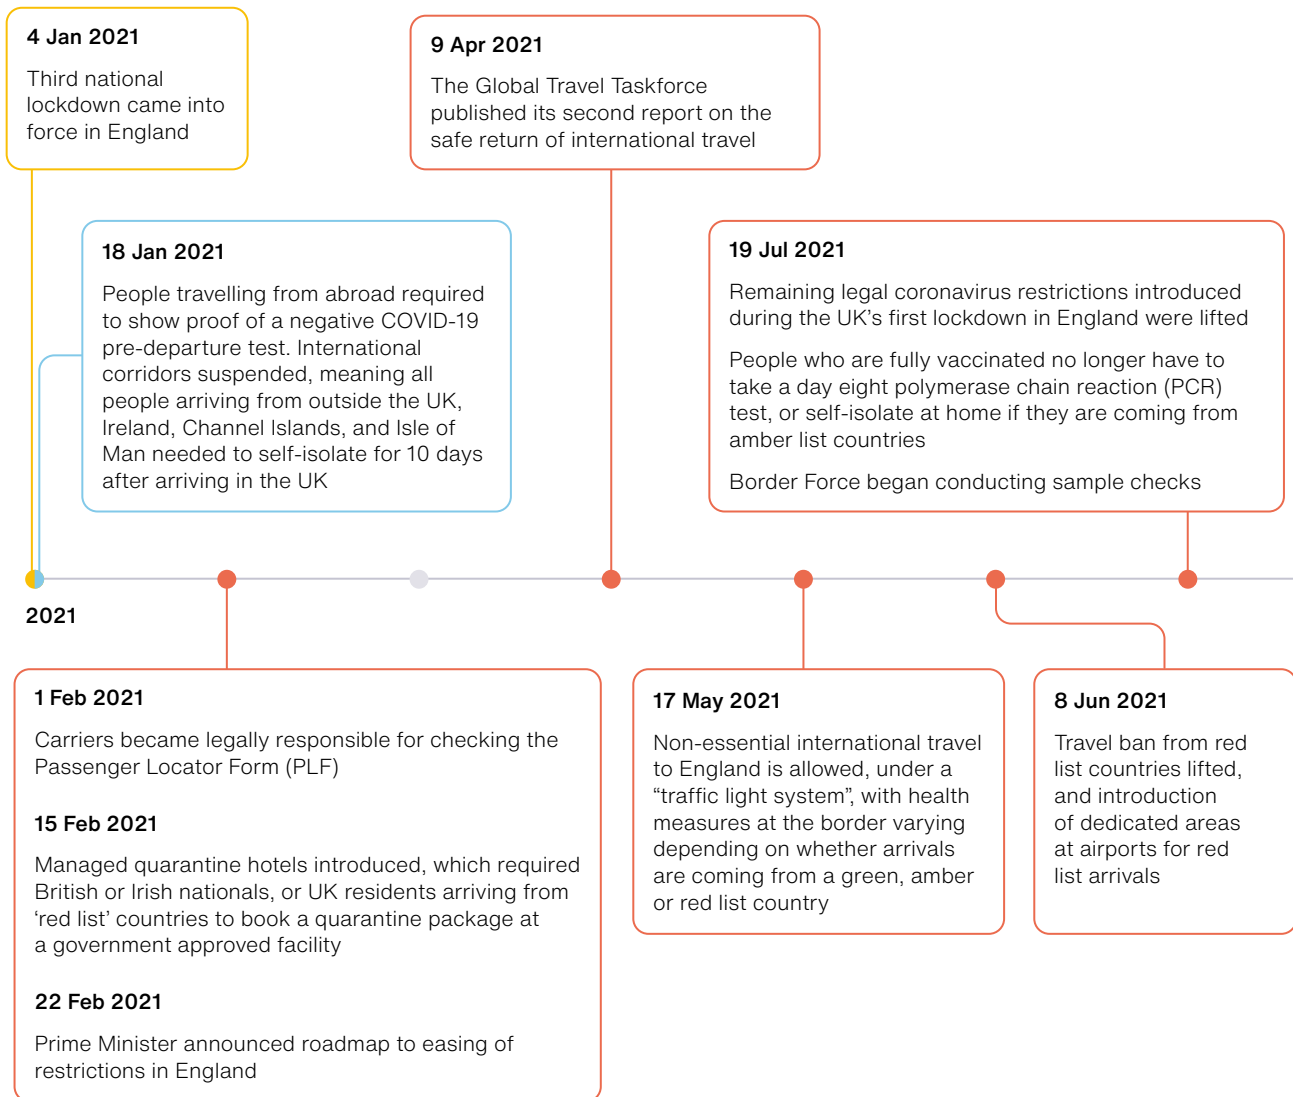 4 Jan 2021
Third national
lockdown came into
force in England
9 Apr 2021
The Global Travel Taskforce
published its second report on the
safe return of international travel
18 Jan 2021
People travelling from abroad required
to show proof of a negative COVID-19
pre-departure test. International
corridors suspended, meaning all
people arriving from outside the UK,
Ireland, Channel Islands, and Isle of
Man needed to self-isolate for 10 days
after arriving in the UK
19 Jul 2021
Remaining legal coronavirus restrictions introduced
during the UK’s first lockdown in England were lifted
People who are fully vaccinated no longer have to
take a day eight polymerase chain reaction (PCR)
test, or self-isolate at home if they are coming from
amber list countries
Border Force began conducting sample checks
2021
1 Feb 2021
Carriers became legally responsible for checking the
Passenger Locator Form (PLF)
15 Feb 2021
Managed quarantine hotels introduced, which required
British or Irish nationals, or UK residents arriving from
‘red list’ countries to book a quarantine package at
a government approved facility
22 Feb 2021
Prime Minister announced roadmap to easing of
restrictions in England
17 May 2021
Non-essential international travel
to England is allowed, under a
“traffic light system”, with health
measures at the border varying
depending on whether arrivals
are coming from a green, amber
or red list country
8 Jun 2021
Travel ban from red
list countries lifted,
and introduction
of dedicated areas
at airports for red
list arrivals